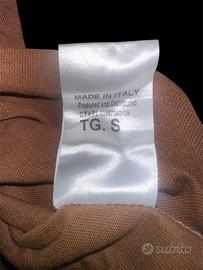 MADE IN ITALY
Produced and Distributed
TG. S
subito